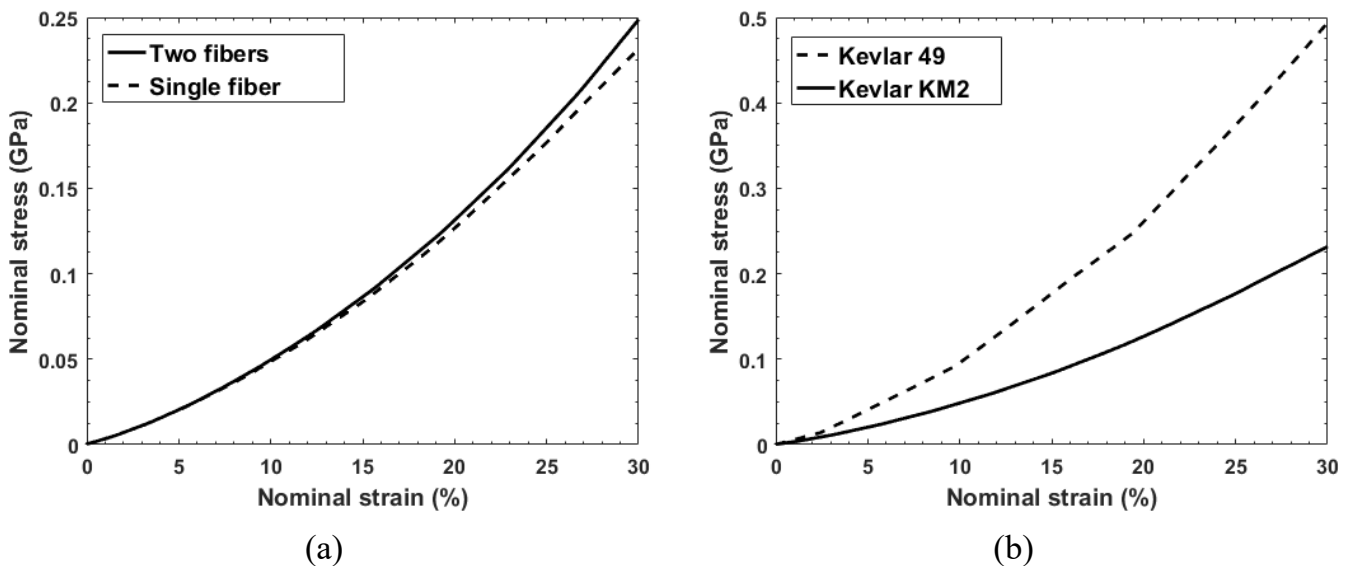 0.25
0.2
0.15
0.1
0.05
0
Nominal stress (GPa)
Two fibers
Single fiber
0 5 10 15 20 25 30
Nominal strain (%)
(a)
0.5
0.4
0.3
0.2
0.1
0
Nominal stress (GPa)
Kevlar 49
Kevlar KM2
0 5 10 15 20 25 30
Nominal strain (%)
(b)